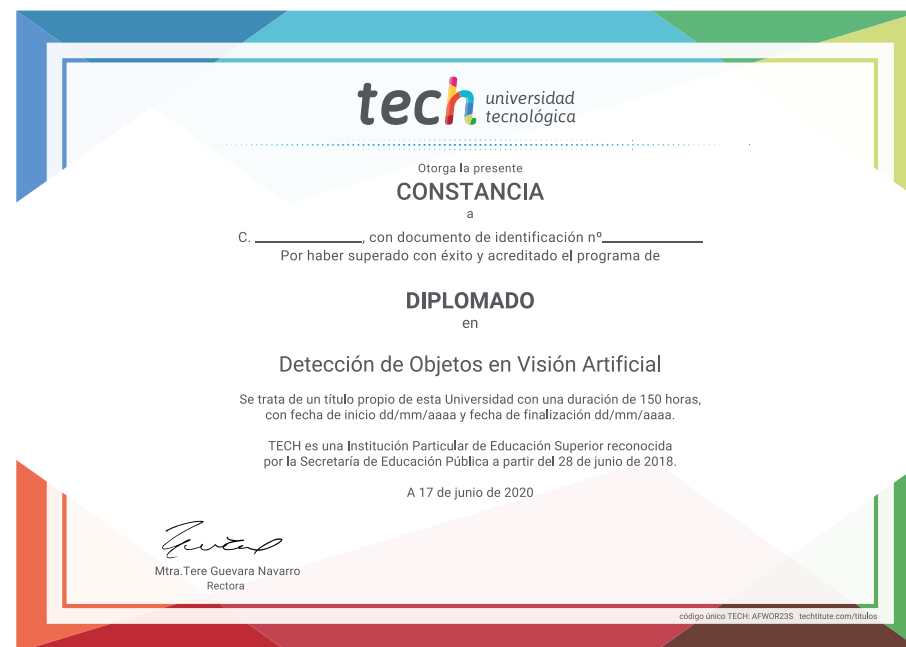 tech universidad
tecnológica
Otorga la presente
CONSTANCIA
a
C. ______________, con documento de identificación nº_____________
Por haber superado con éxito y acreditado el programa de
DIPLOMADO
en
Detección de Objetos en Visión Artificial
Se trata de un título propio de esta Universidad con una duración de 150 horas,
con fecha de inicio dd/mm/aaaa y fecha de finalización dd/mm/aaaa.
TECH es una Institución Particular de Educación Superior reconocida
por la Secretaría de Educación Pública a partir del 28 de junio de 2018.
A 17 de junio de 2020
Mtra.Tere Guevara Navarro
Rectora
código único TECH: AFWOR23S techtitute.com/titulos